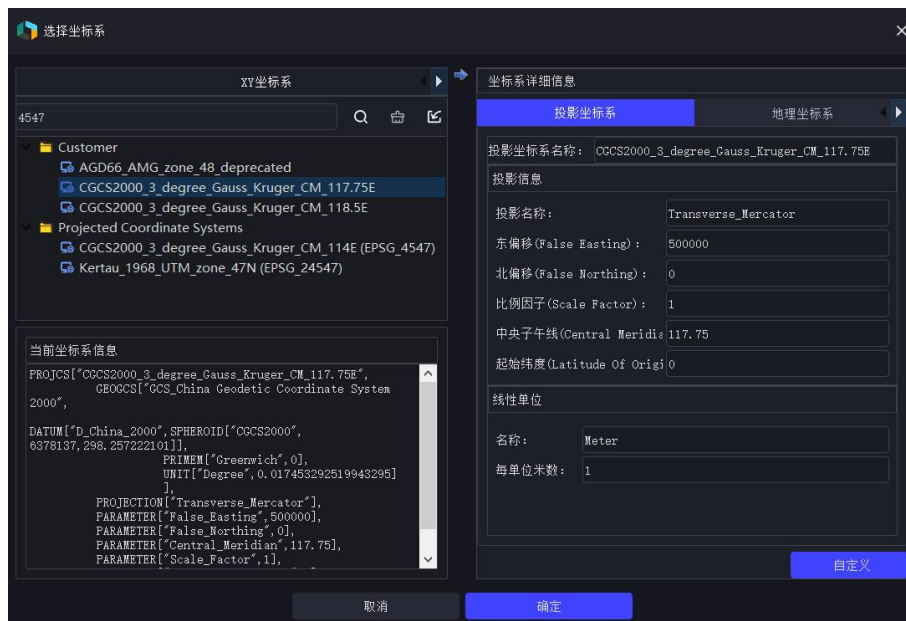 选择坐标系
XY坐标系
4547
Customer
AGD66_AMG_zone_48_deprecated
CGCS2000_3_degree_Gauss_Kruger_CM_117.75E
CGCS2000_3_degree_Gauss_Kruger_CM_118.5E
Projected Coordinate Systems
CGCS2000_3_degree_Gauss_Kruger_CM_114E (EPSG_4547)
Kertau_1968_UTM_zone_47N (EPSG_24547)
当前坐标系信息
PROJCS["CGCS2000_3_degree_Gauss_Kruger_CM_117.75E",
GEOGCS["GCS_China Geodetic Coordinate System
2000",
DATUM["D_China_2000",SPHEROID["CGCS2000",
6378137,298.257222101]],
PRIMEM["Greenwich",0],
UNIT["Degree",0.017453292519943295]
],
PROJECTION["Transverse_Mercator"],
PARAMETER["False_Easting",500000],
PARAMETER["False_Northing",0],
PARAMETER["Central_Meridian",117.75],
PARAMETER["Scale_Factor",1],
坐标系详细信息
投影坐标系
地理坐标系
投影坐标系名称: CGCS2000_3_degree_Gauss_Kruger_CM_117.75E
投影信息
投影名称: Transverse_Mercator
东偏移(False Easting): 500000
北偏移(False Northing): 0
比例因子(Scale Factor): 1
中央子午线(Central Meridia 117.75
起始纬度(Latitude Of Origi 0
线性单位
名称: Meter
每单位米数: 1
自定义
取消
确定